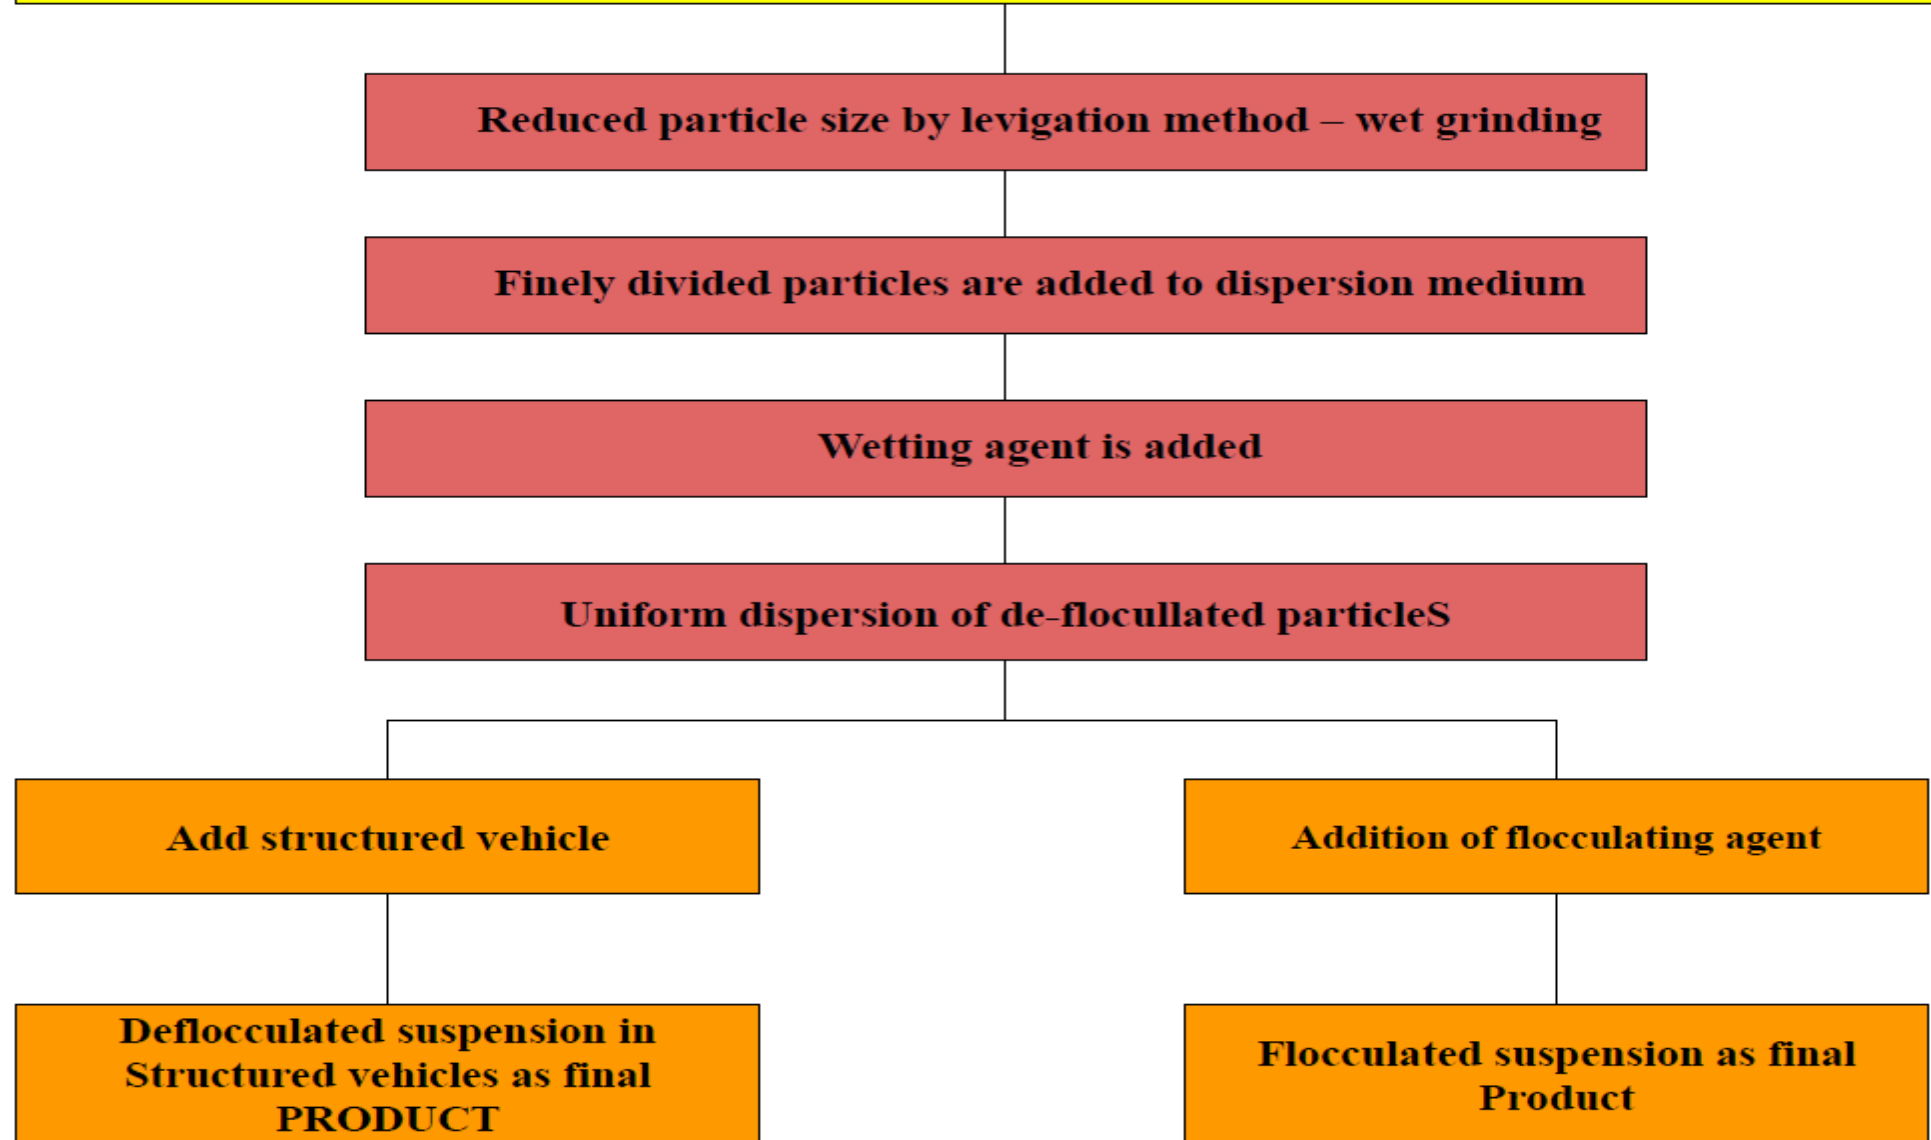 Reduced particle size by levigation method – wet grinding
Finely divided particles are added to dispersion medium
Wetting agent is added
Uniform dispersion of de-flocullated particleS
Add structured vehicle
Addition of flocculating agent
Deflocculated suspension in
Structured vehicles as final
PRODUCT
Flocculated suspension as final
Product